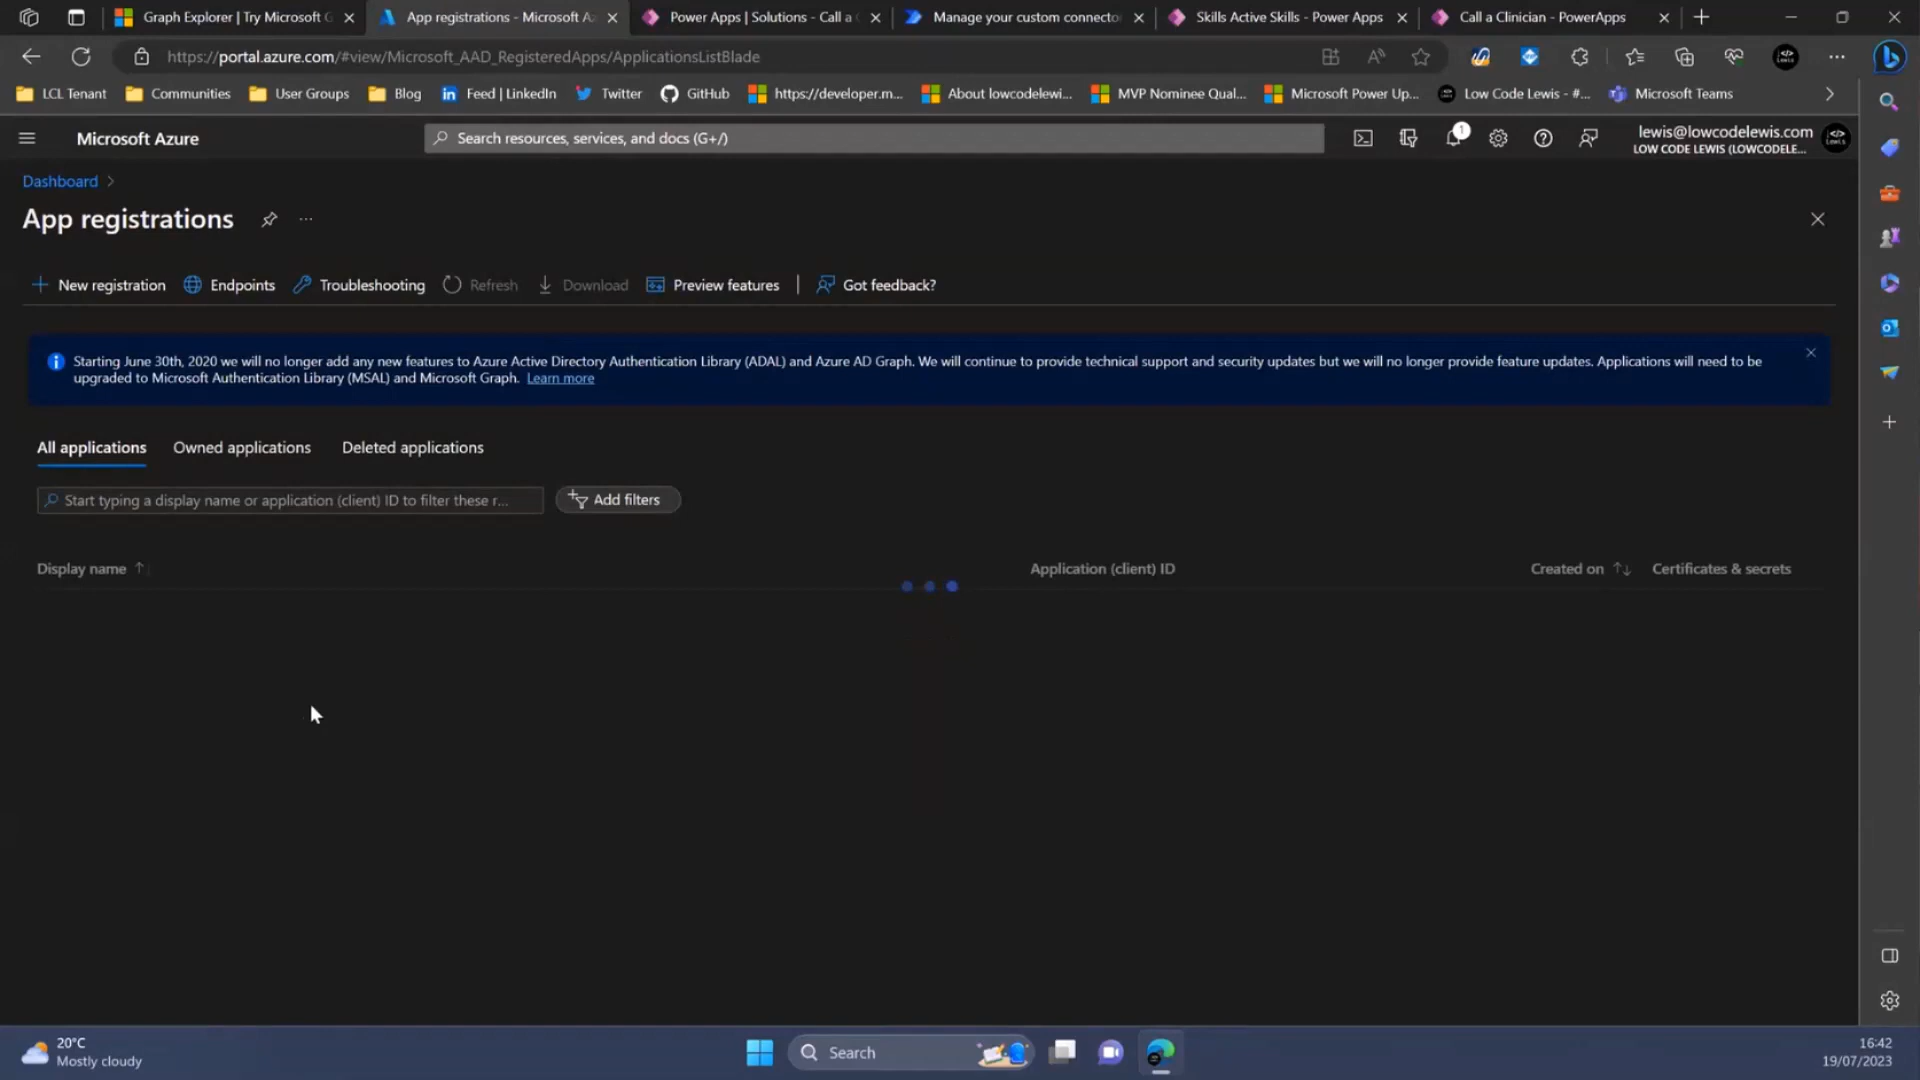 Graph Explorer | Try Microsoft G
App registrations - Microsoft Az
Power Apps | Solutions - Call a C
Manage your custom connecto
Skills Active Skills - Power Apps
Call a Clinician - PowerApps
https://portal.azure.com/#view/Microsoft_AAD_RegisteredApps/ApplicationsListBlade
LCL Tenant
Communities
User Groups
Blog
Feed | LinkedIn
Twitter
GitHub
https://developer.m...
About lowcodelewi...
MVP Nominee Qual...
Microsoft Power Up...
Low Code Lewis - #...
Microsoft Teams
Microsoft Azure
Search resources, services, and docs (G+/)
1
lewis@lowcodelewis.com
LOW CODE LEWIS (LOWCODELE...
Dashboard
App registrations
New registration
Endpoints
Troubleshooting
Refresh
Download
Preview features
Got feedback?
Starting June 30th, 2020 we will no longer add any new features to Azure Active Directory Authentication Library (ADAL) and Azure AD Graph. We will continue to provide technical support and security updates but we will no longer provide feature updates. Applications will need to be
upgraded to Microsoft Authentication Library (MSAL) and Microsoft Graph. Learn more
All applications
Owned applications
Deleted applications
Start typing a display name or application (client) ID to filter these r...
Add filters
Display name
Application (client) ID
Created on
Certificates & secrets
20°C
Mostly cloudy
Search
16:42
19/07/2023